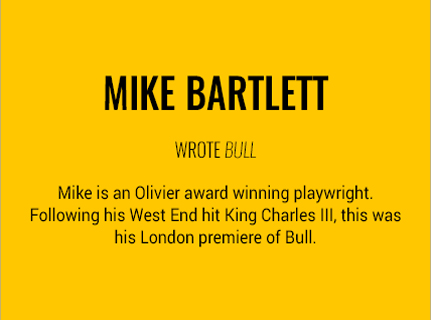 MIKE BARTLETT
WROTE BULL
Mike is an Olivier award winning playwright.
Following his West End hit King Charles III, this was
his London premiere of Bull.